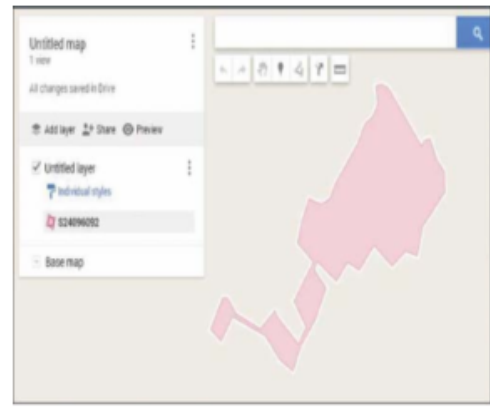 Untitled map
1 view
All changes saved in Drive
Add layer Share Preview
Untitled layer
Individual styles
S24096092
Base map